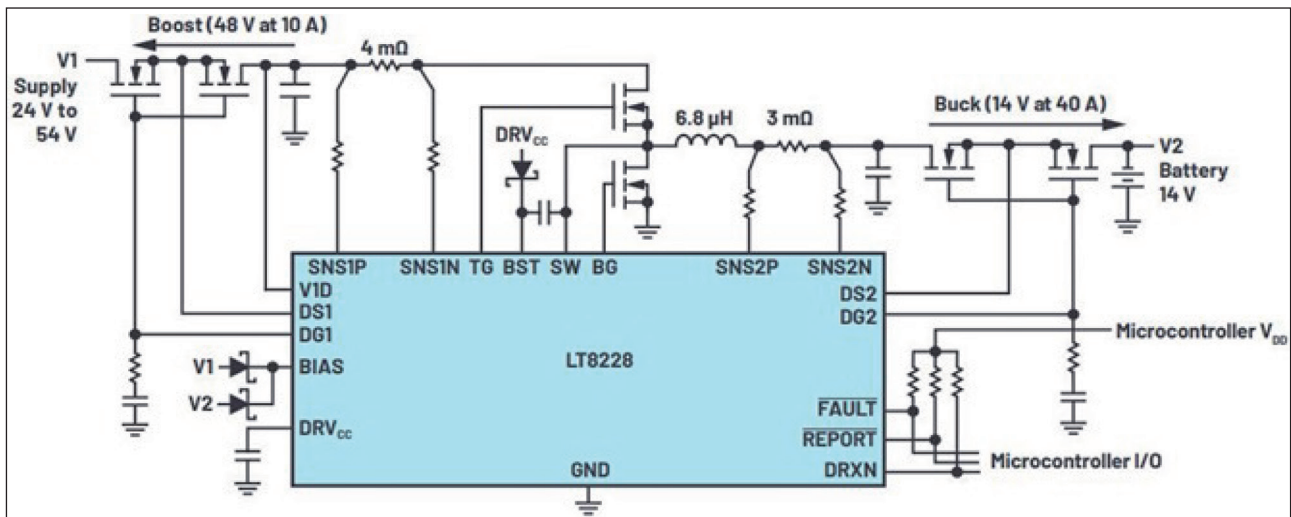 Boost (48 V at 10 A)
V1
Supply
24 V to
54 V
4 mΩ
DRVCC
6.8 µH
3 mΩ
Buck (14 V at 40 A)
V2
Battery
14 V
SNS1P
SNS1N
TG
BST
SW
BG
SNS2P
SNS2N
V1D
DS1
DG1
V1
BIAS
V2
DRVCC
LT8228
GND
DS2
DG2
Microcontroller VDD
FAULT
REPORT
DRXN
Microcontroller I/O